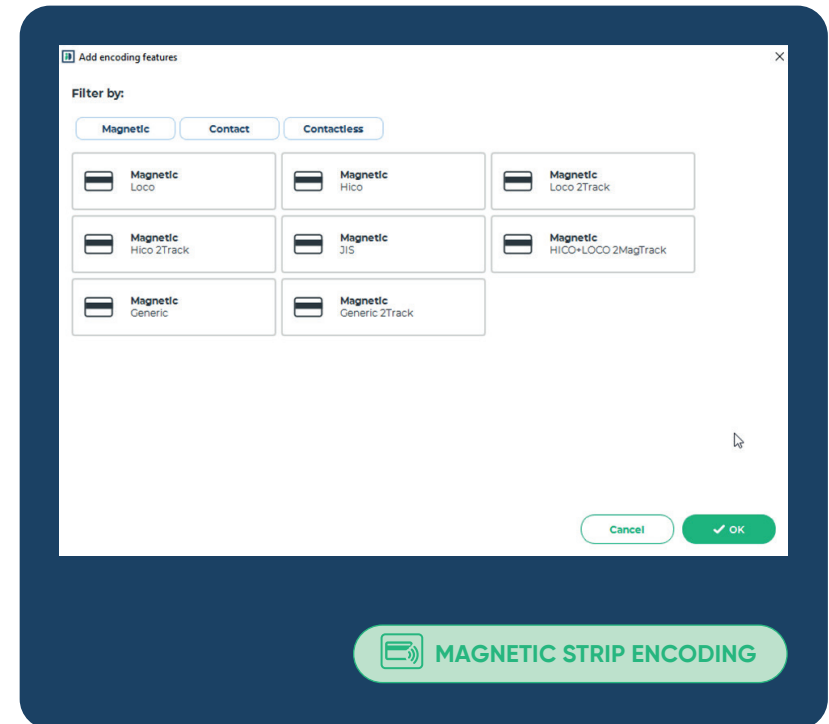 Add encoding features
Filter by:
Magnetic Contact Contactless
Magnetic
Loco
Magnetic
Hico
Magnetic
Loco 2Track
Magnetic
Hico 2Track
Magnetic
JIS
Magnetic
HICO+LOCO 2MagTrack
Magnetic
Generic
Magnetic
Generic 2Track
Cancel
OK
MAGNETIC STRIP ENCODING